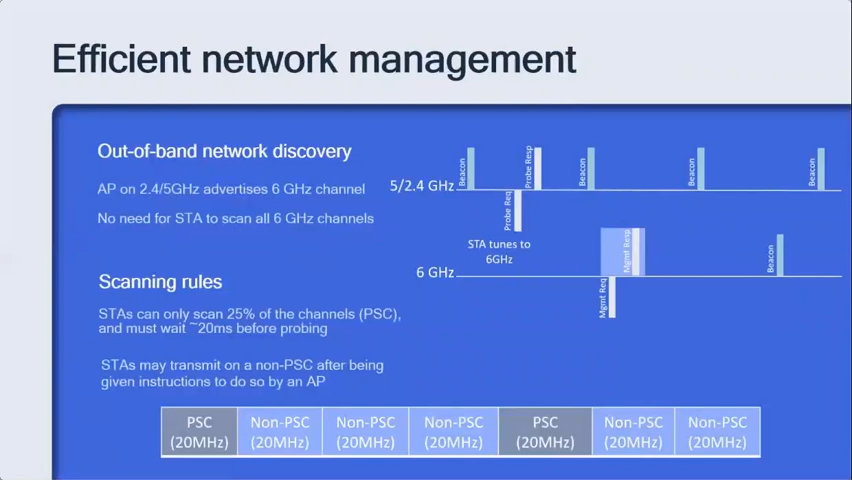 Efficient network management
Out-of-band network discovery
AP on 2.4/5GHz advertises 6 GHz channel
No need for STA to scan all 6 GHz channels
Scanning rules
STAs can only scan 25% of the channels (PSC),
and must wait ~20ms before probing
STAs may transmit on a non-PSC after being
given instructions to do so by an AP
5/2.4 GHz
Beacon
Probe Req
Probe Resp
Beacon
Beacon
Beacon
STA tunes to
6GHz
6 GHz
Mgmt Req
Mgmt Resp
Beacon
PSC
(20MHz)
Non-PSC
(20MHz)
Non-PSC
(20MHz)
Non-PSC
(20MHz)
PSC
(20MHz)
Non-PSC
(20MHz)
Non-PSC
(20MHz)